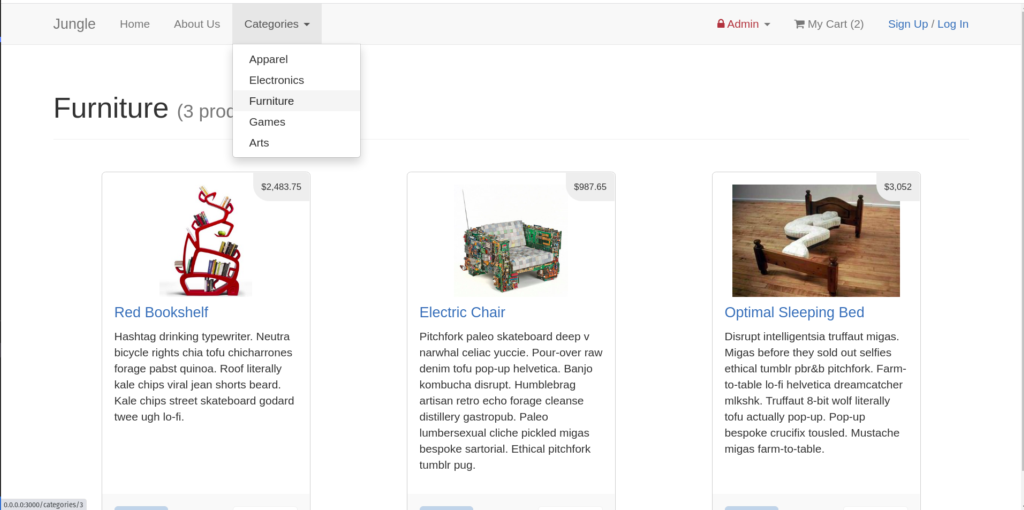 Jungle Home About Us Categories Admin My Cart (2) Sign Up / Log In
Apparel
Electronics
Furniture
Games
Arts
Furniture (3 prod
$2,483.75
$987.65
$3,052
Red Bookshelf
Hashtag drinking typewriter. Neutra
bicycle rights chia tofu chicharrones
forage pabst quinoa. Roof literally
kale chips viral jean shorts beard.
Kale chips street skateboard godard
twee ugh lo-fi.
Electric Chair
Pitchfork paleo skateboard deep v
narwhal celiac yuccie. Pour-over raw
denim tofu pop-up helvetica. Banjo
kombucha disrupt. Humblebrag
artisan retro echo forage cleanse
distillery gastropub. Paleo
lumbersexual cliche pickled migas
bespoke sartorial. Ethical pitchfork
tumblr pug.
Optimal Sleeping Bed
Disrupt intelligentsia truffaut migas.
Migas before they sold out selfies
ethical tumblr pbr&b pitchfork. Farm-
to-table lo-fi helvetica dreamcatcher
mlkshk. Truffaut 8-bit wolf literally
tofu actually pop-up. Pop-up
bespoke crucifix tousled. Mustache
migas farm-to-table.
0.0.0.0:3000/categories/3